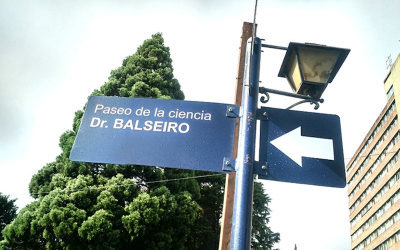 Paseo de la ciencia
Dr. BALSEIRO